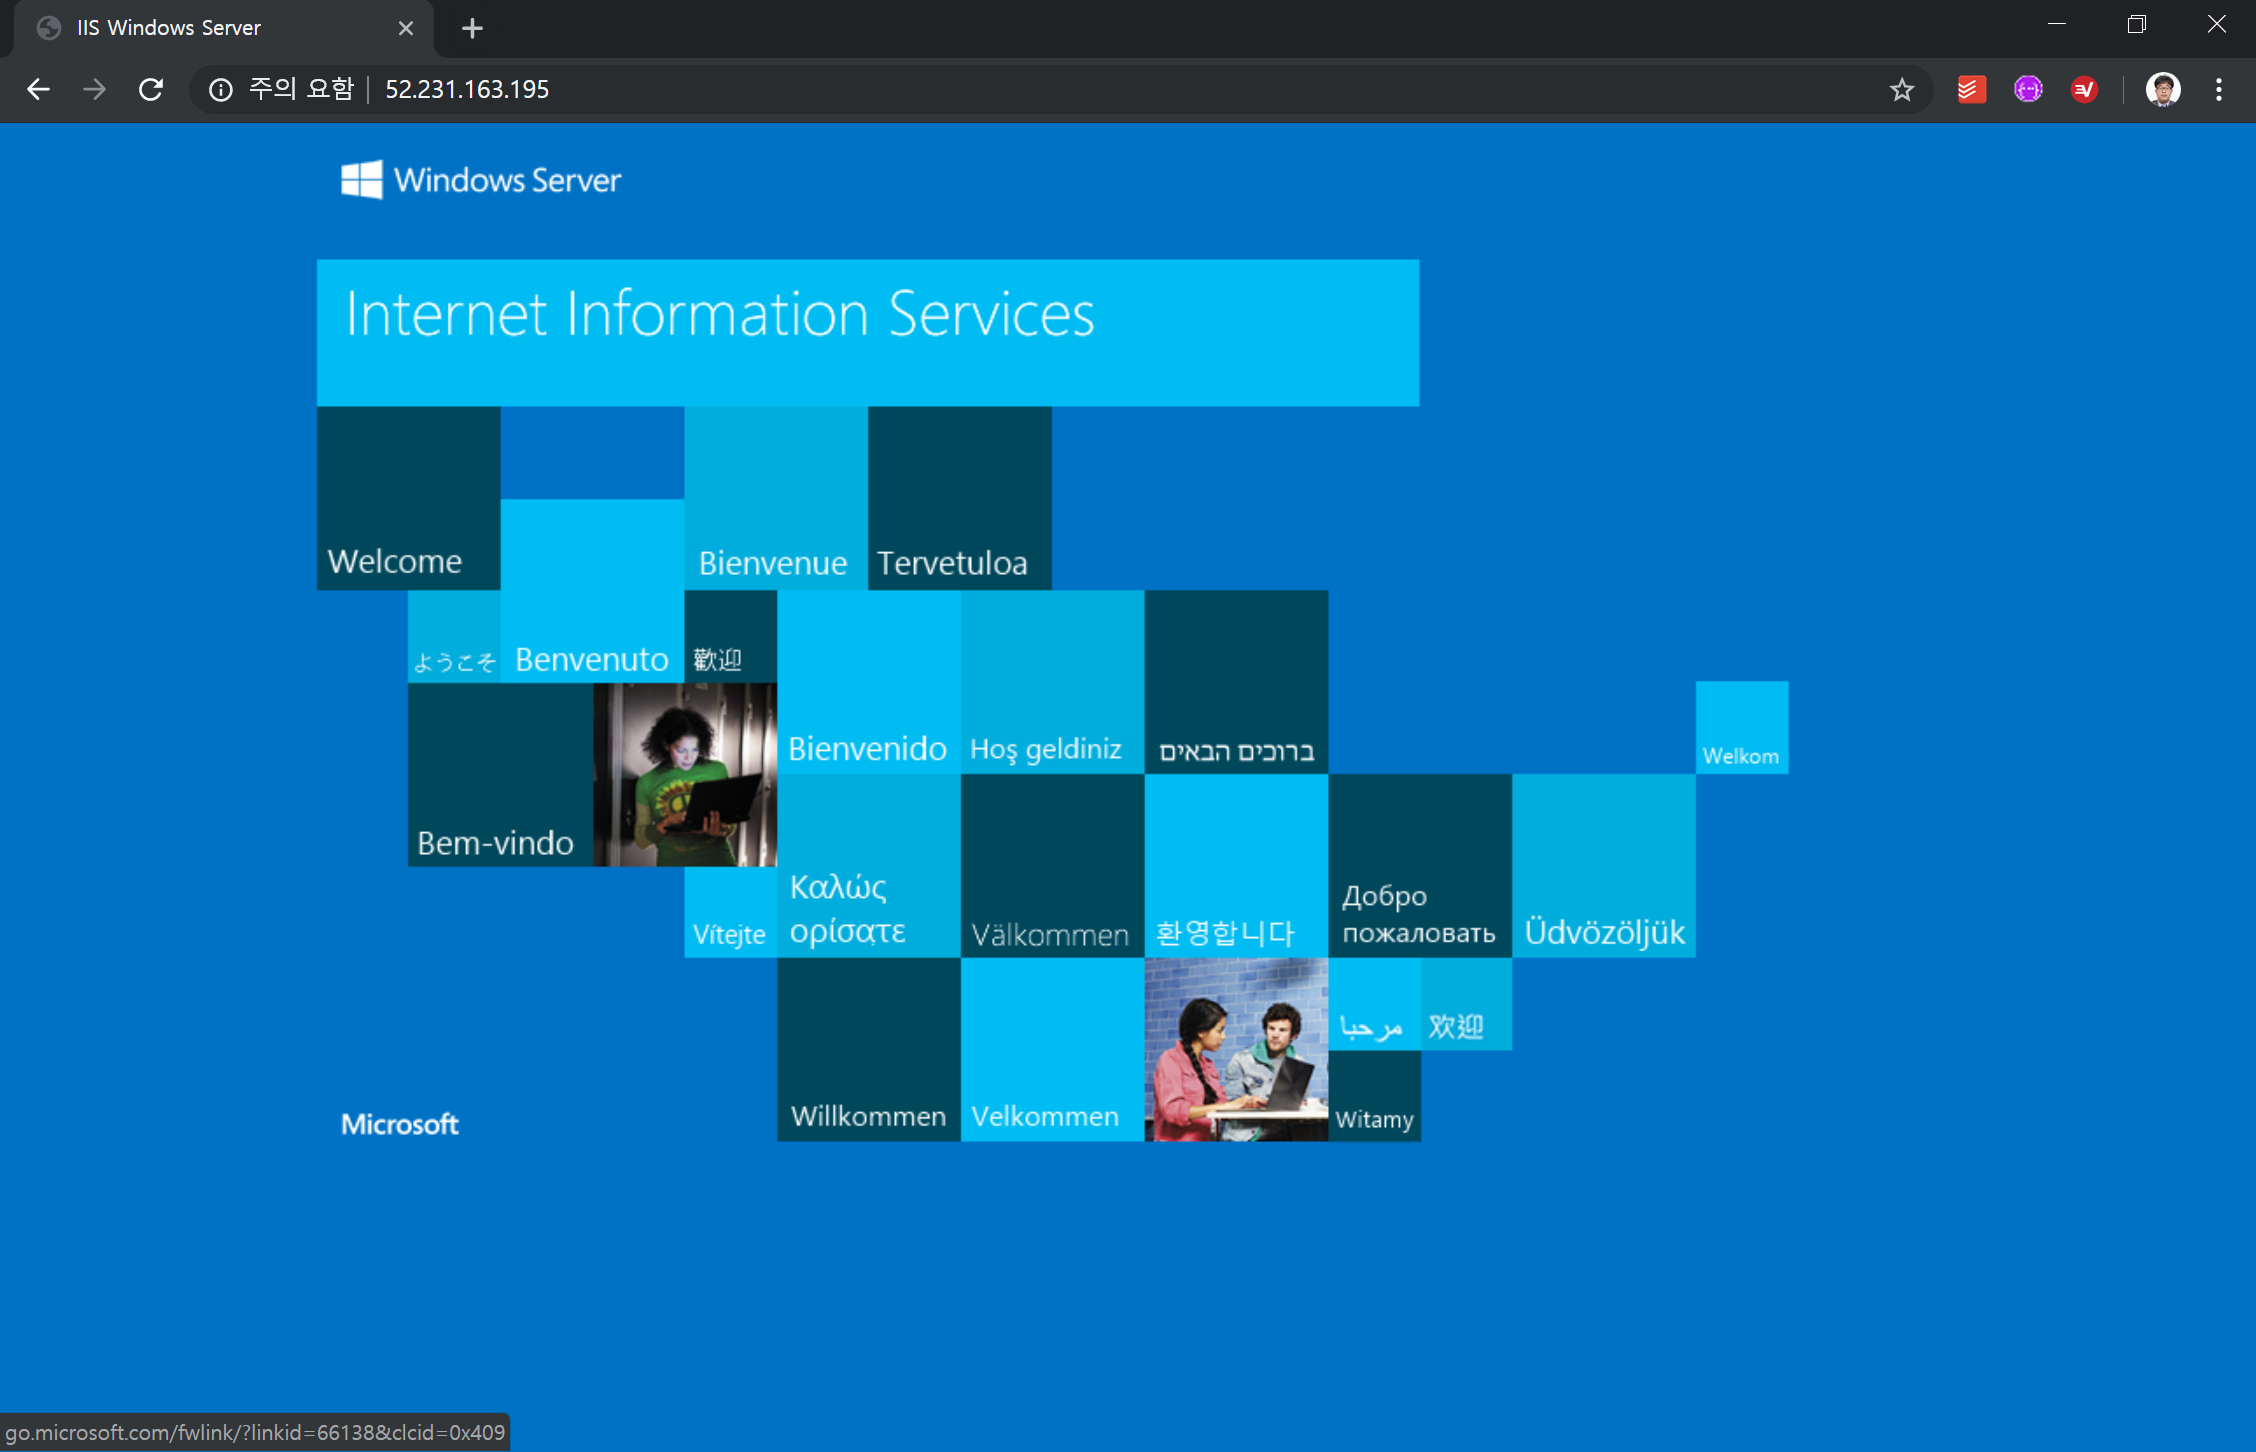 IIS Windows Server
주의 요함
52.231.163.195
Windows Server
Internet Information Services
Welcome
Bienvenue
Tervetuloa
ようこそ
Benvenuto
歡迎
Bienvenido
Hoş geldiniz
ברוכים הבאים
Welkom
Bem-vindo
Vítejte
Καλώς
ορίσατε
Välkommen
환영합니다
Добро
пожаловать
Üdvözöljük
Willkommen
Velkommen
مرحبا
欢迎
Witamy
Microsoft
go.microsoft.com/fwlink/?linkid=66138&clcid=0x409